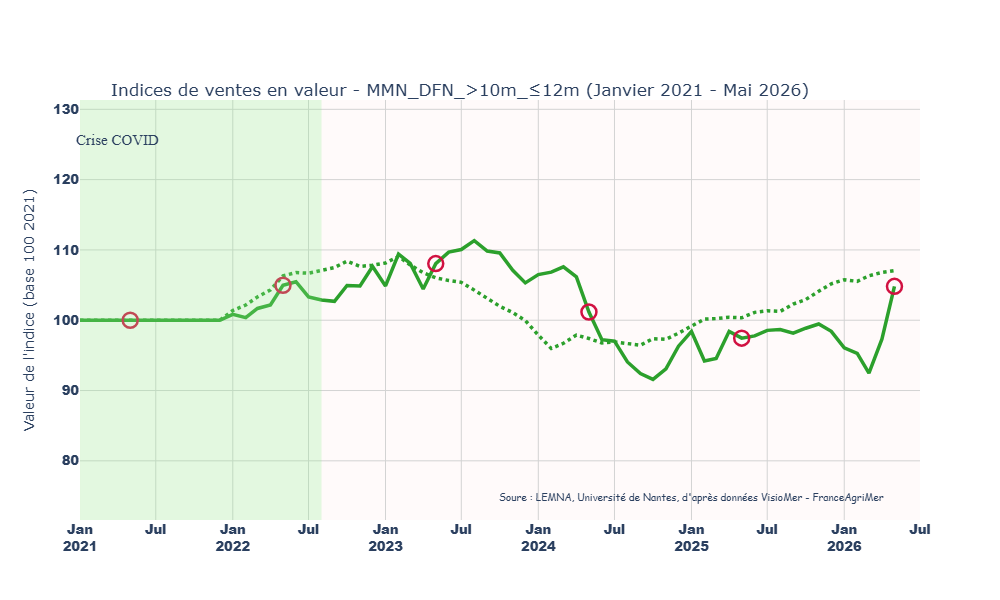 Indices de ventes en valeur - MMN_DFN_>10m_≤12m (Janvier 2021 - Mai 2026)
Valeur de l'indice (base 100 2021)
130
120
110
100
90
80
Crise COVID
Soure : LEMNA, Université de Nantes, d'après données VisioMer - FranceAgriMer
Jan Jul Jan Jul Jan Jul Jan Jul Jan Jul Jan Jul
2021 2022 2023 2024 2025 2026